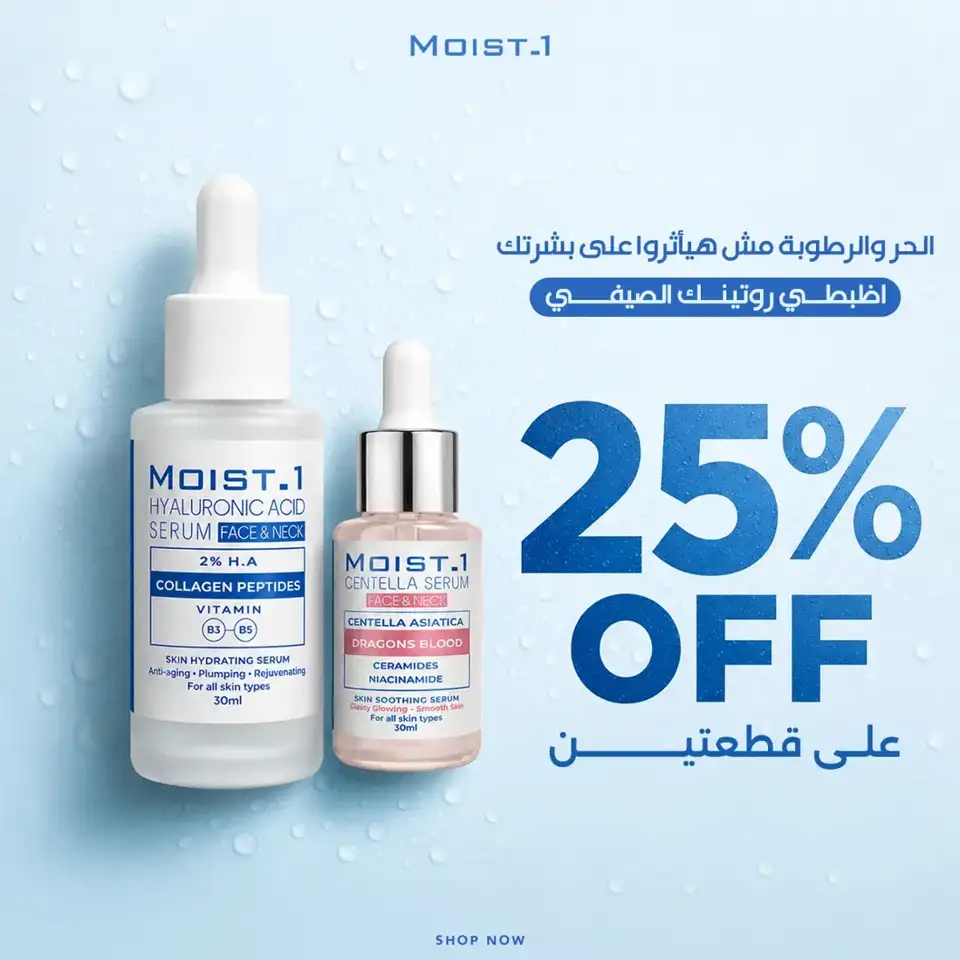 MOIST.1
الحر والرطوبة مش هيأثروا على بشرتك
اظبطي روتينك الصيفي
25%
OFF
على قطعتين
MOIST.1
HYALURONIC ACID
SERUM FACE & NECK
2% H.A
COLLAGEN PEPTIDES
VITAMIN
B3 B5
SKIN HYDRATING SERUM
Anti-aging • Plumping • Rejuvenating
For all skin types
30ml
MOIST.1
CENTELLA SERUM
FACE & NECK
CENTELLA ASIATICA
DRAGONS BLOOD
CERAMIDES
NIACINAMIDE
SKIN SOOTHING SERUM
Glassy Glowing - Smooth Skin
For all skin types
30ml
SHOP NOW